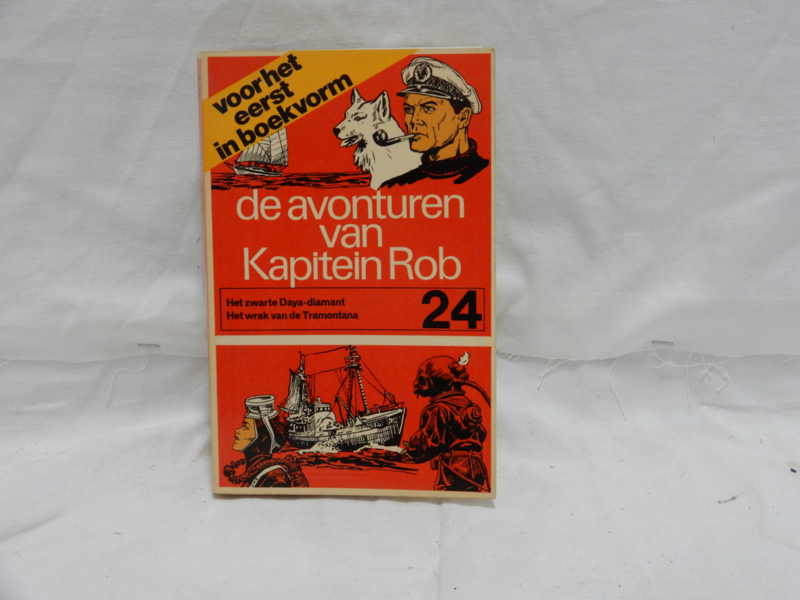 voor het
eerst
in boekvorm
de avonturen
van
Kapitein Rob
Het zwarte Daya-diamant
Het wrak van de Tramontana
24